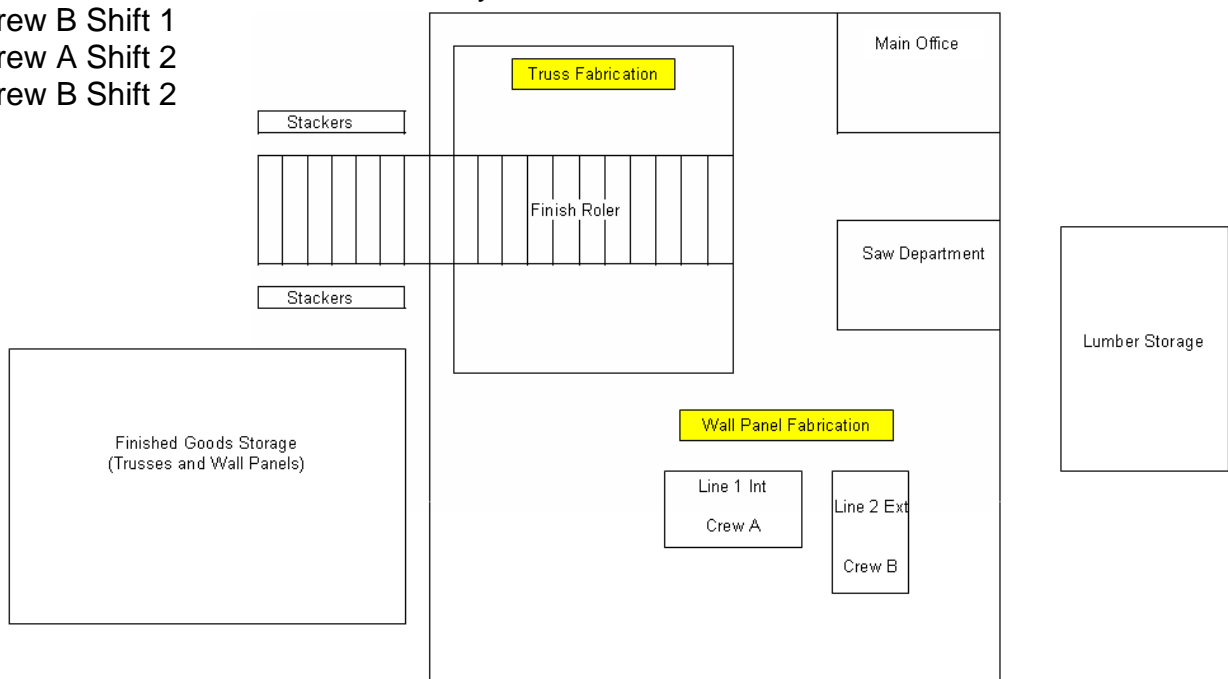 rew B Shift 1
rew A Shift 2
rew B Shift 2
Main Office
Truss Fabrication
Stackers
Finish Roler
Saw Department
Stackers
Lumber Storage
Wall Panel Fabrication
Finished Goods Storage
(Trusses and Wall Panels)
Line 1 Int
Crew A
Line 2 Ext
Crew B